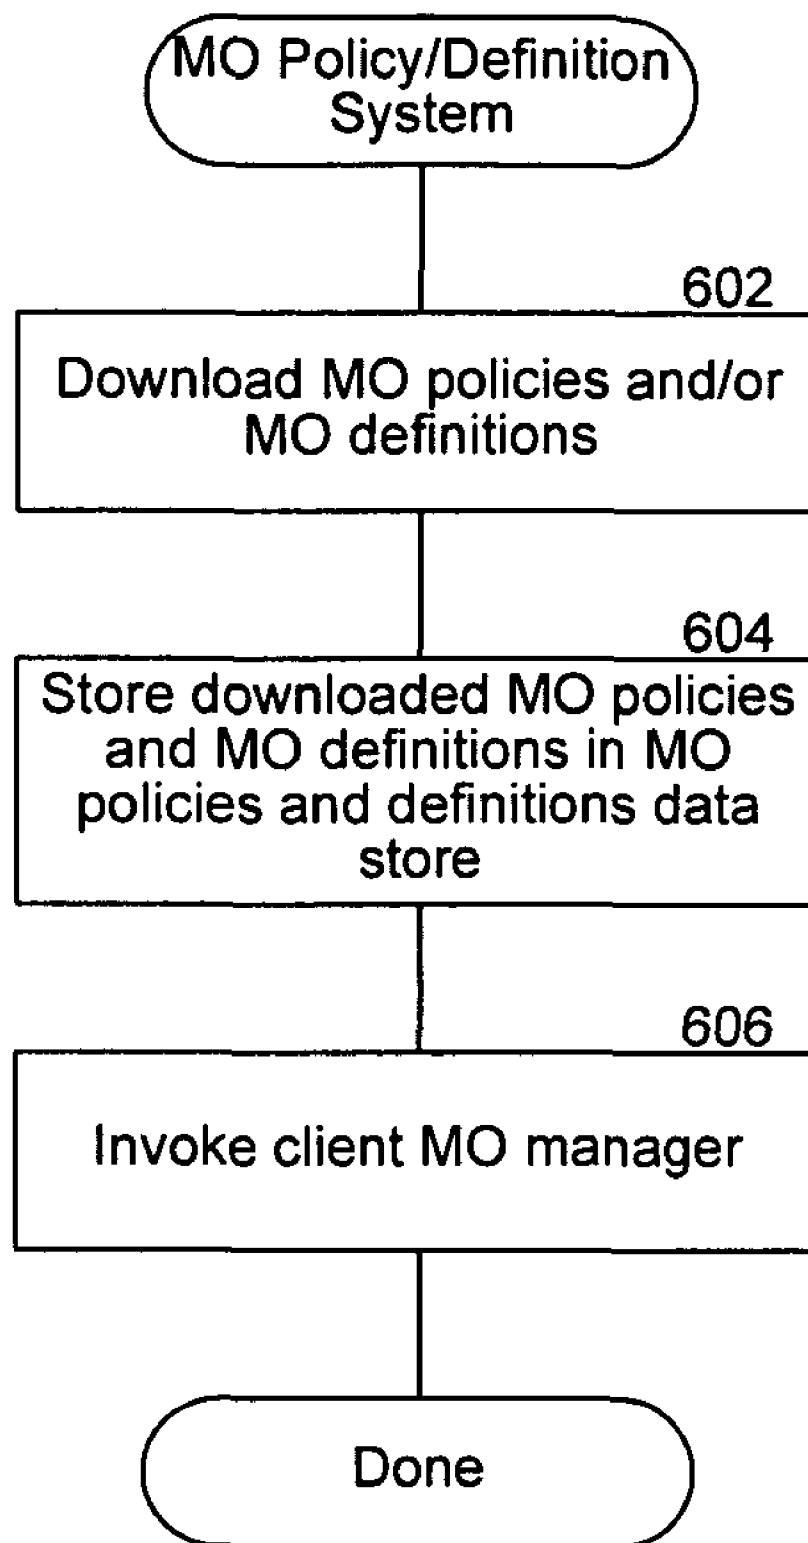 MO Policy/Definition
System
602
Download MO policies and/or
MO definitions
604
Store downloaded MO policies
and MO definitions in MO
policies and definitions data
store
606
Invoke client MO manager
Done